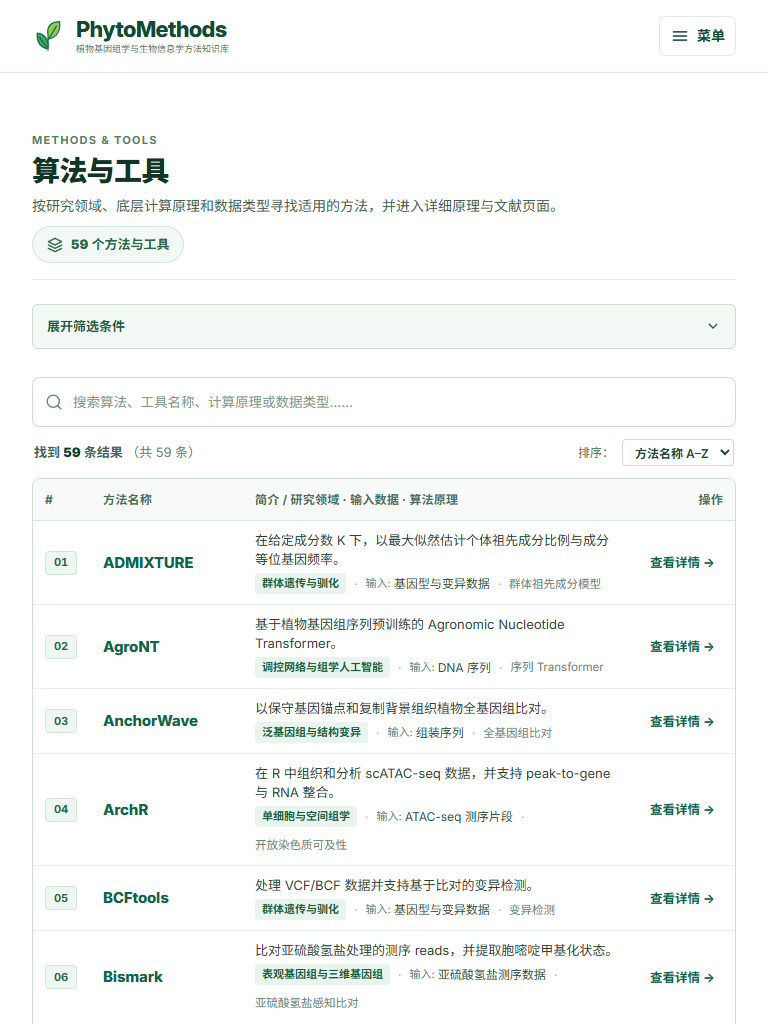 PhytoMethods
植物基因组学与生物信息学方法知识库
菜单
METHODS & TOOLS
算法与工具
按研究领域、底层计算原理和数据类型寻找适用的方法，并进入详细原理与文献页面。
59 个方法与工具
展开筛选条件
搜索算法、工具名称、计算原理或数据类型……
找到 59 条结果 （共 59 条）
排序：
方法名称 A–Z
# 方法名称 简介 / 研究领域 · 输入数据 · 算法原理 操作
01 ADMIXTURE
在给定成分数 K 下，以最大似然估计个体祖先成分比例与成分
等位基因频率。
群体遗传与驯化 · 输入: 基因型与变异数据 · 群体祖先成分模型
查看详情 →
02 AgroNT
基于植物基因组序列预训练的 Agronomic Nucleotide
Transformer。
调控网络与组学人工智能 · 输入: DNA 序列 · 序列 Transformer
查看详情 →
03 AnchorWave
以保守基因锚点和复制背景组织植物全基因组比对。
泛基因组与结构变异 · 输入: 组装序列 · 全基因组比对
查看详情 →
04 ArchR
在 R 中组织和分析 scATAC-seq 数据，并支持 peak-to-gene
与 RNA 整合。
单细胞与空间组学 · 输入: ATAC-seq 测序片段 ·
开放染色质可及性
查看详情 →
05 BCFtools
处理 VCF/BCF 数据并支持基于比对的变异检测。
群体遗传与驯化 · 输入: 基因型与变异数据 · 变异检测
查看详情 →
06 Bismark
比对亚硫酸氢盐处理的测序 reads，并提取胞嘧啶甲基化状态。
表观基因组与三维基因组 · 输入: 亚硫酸氢盐测序数据 ·
亚硫酸氢盐感知比对
查看详情 →